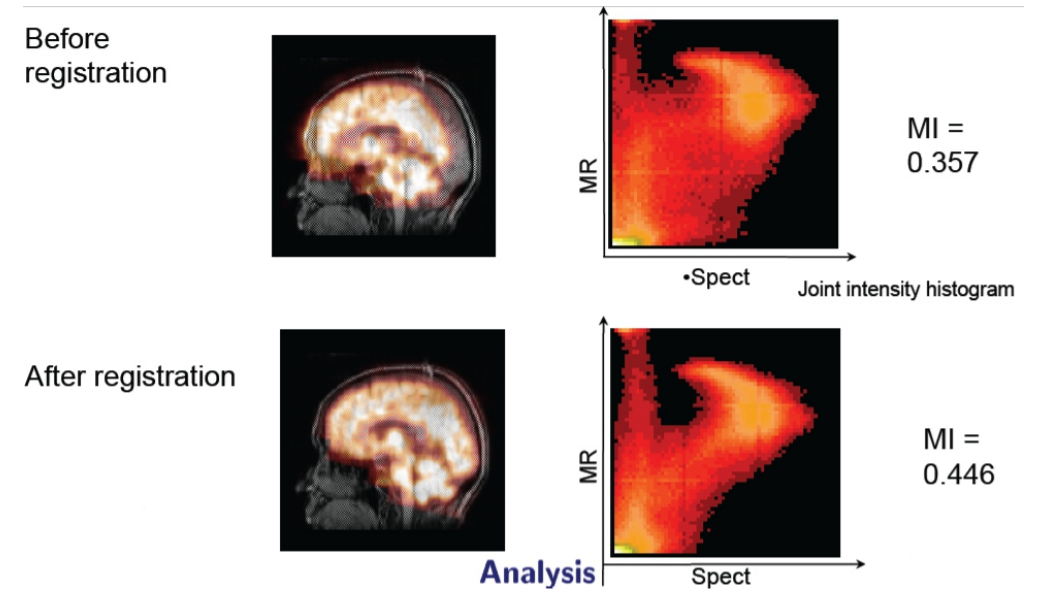 Before
registration
MR
MI =
0.357
•Spect
Joint intensity histogram
After registration
MR
MI =
0.446
Analysis
Spect